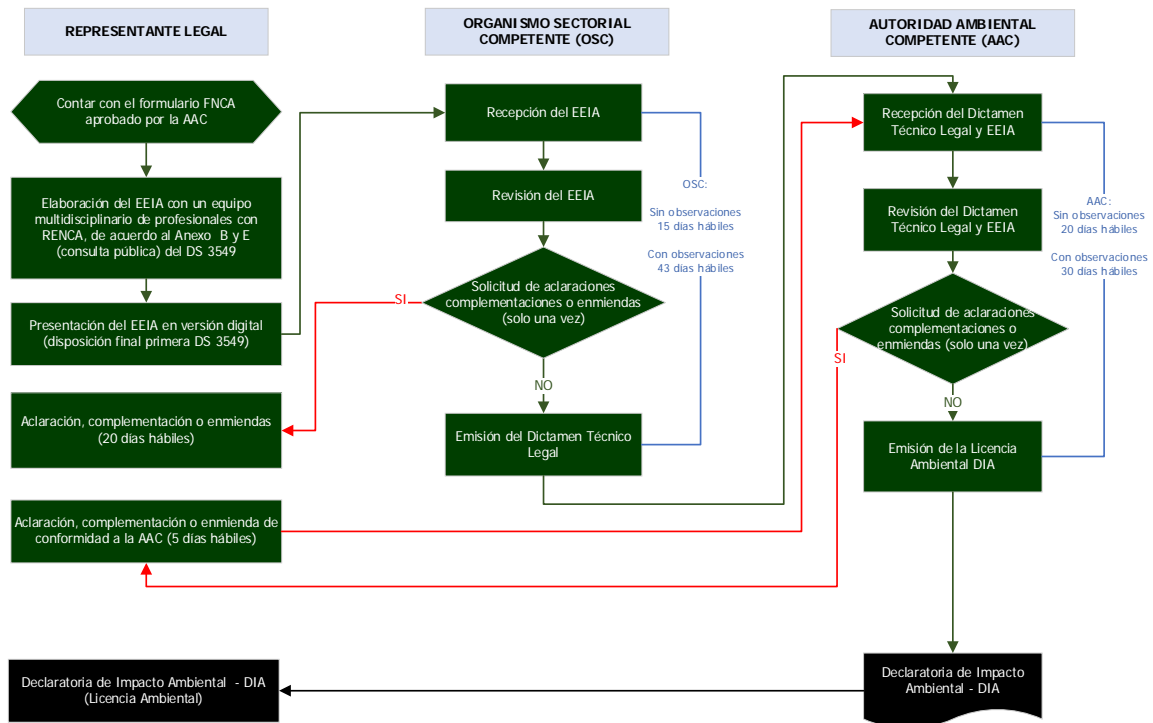 REPRESENTANTE LEGAL
Contar con el formulario FNCA
aprobado por la AAC
Elaboración del EEIA con un equipo
multidisciplinario de profesionales con
RENCA, de acuerdo al Anexo B y E
(consulta pública) del DS 3549
Presentación del EEIA en versión digital
(disposición final primera DS 3549)
Aclaración, complementación o enmiendas
(20 días hábiles)
Aclaración, complementación o enmienda de
conformidad a la AAC (5 días hábiles)
Declaratoria de Impacto Ambiental - DIA
(Licencia Ambiental)
ORGANISMO SECTORIAL
COMPETENTE (OSC)
Recepción del EEIA
Revisión del EEIA
Solicitud de aclaraciones
complementaciones o enmiendas
(solo una vez)
SI
NO
Emisión del Dictamen Técnico
Legal
OSC:
Sin observaciones
15 días hábiles
Con observaciones
43 días hábiles
AUTORIDAD AMBIENTAL
COMPETENTE (AAC)
Recepción del Dictamen
Técnico Legal y EEIA
Revisión del Dictamen
Técnico Legal y EEIA
Solicitud de aclaraciones
complementaciones o
enmiendas (solo una vez)
SI
NO
Emisión de la Licencia
Ambiental DIA
AAC:
Sin observaciones
20 días hábiles
Con observaciones
30 días hábiles
Declaratoria de Impacto
Ambiental - DIA